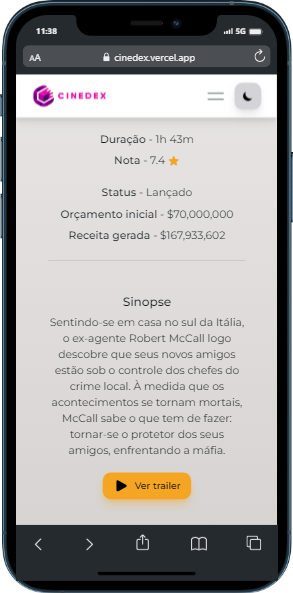 11:38
5G
AA
cinedex.vercel.app
CINEDEX
Duração - 1h 43m
Nota - 7.4
Status - Lançado
Orçamento inicial - $70,000,000
Receita gerada - $167,933,602
Sinopse
Sentindo-se em casa no sul da Itália,
o ex-agente Robert McCall logo
descobre que seus novos amigos
estão sob o controle dos chefes do
crime local. À medida que os
acontecimentos se tornam mortais,
McCall sabe o que tem de fazer:
tornar-se o protetor dos seus
amigos, enfrentando a máfia.
Ver trailer